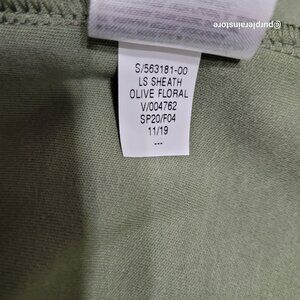 @purplerainstore
S/563181-00
LS SHEATH
OLIVE FLORAL
V/004762
SP20/F04
11/19
---